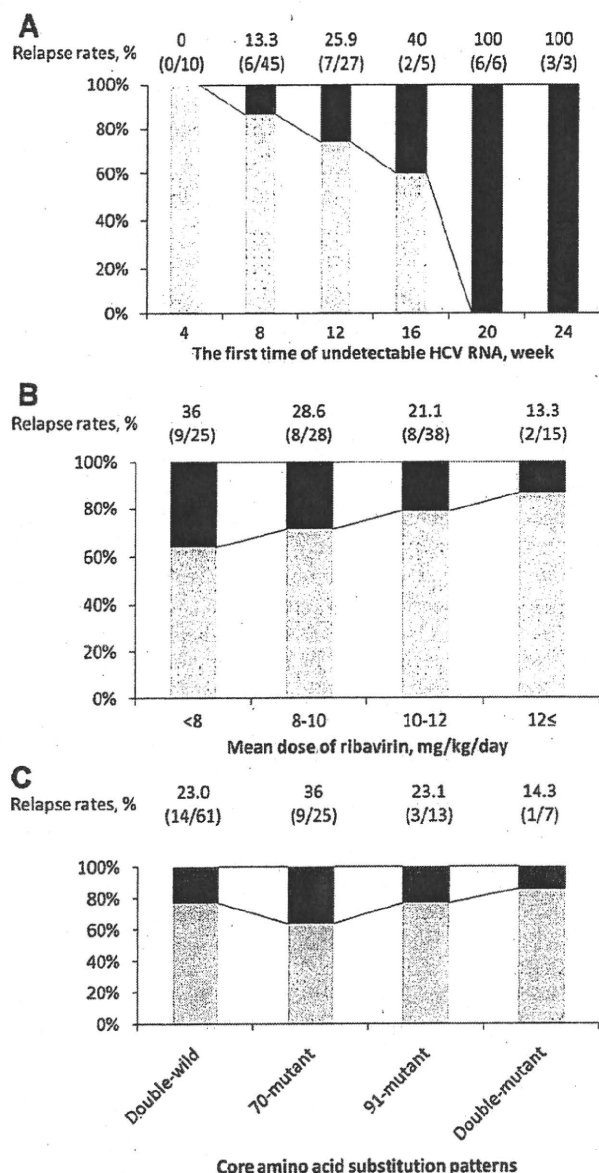 A
0 13.3 25.9 40 100 100
Relapse rates, % (0/10) (6/45) (7/27) (2/5) (6/6) (3/3)
100%
80%
60%
40%
20%
0%
4 8 12 16 20 24
The first time of undetectable HCV RNA, week
B
36 28.6 21.1 13.3
Relapse rates, % (9/25) (8/28) (8/38) (2/15)
100%
80%
60%
40%
20%
0%
<8 8-10 10-12 12≤
Mean dose of ribavirin, mg/kg/day
C
23.0 36 23.1 14.3
Relapse rates, % (14/61) (9/25) (3/13) (1/7)
100%
80%
60%
40%
20%
0%
Double-wild 70-mutant 91-mutant Double-mutant
Core amino acid substitution patterns